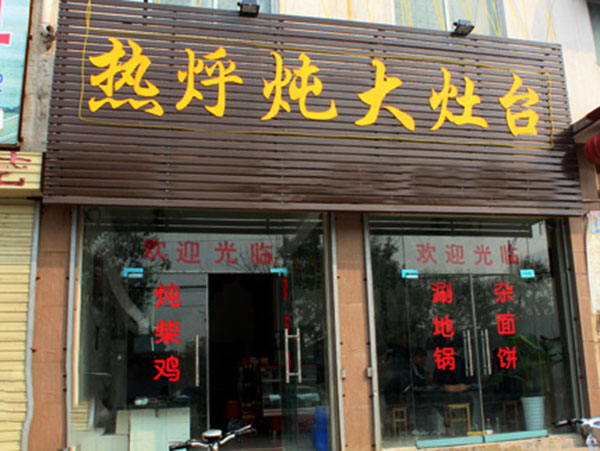 热烀炖大灶台
欢迎光临
欢迎光临
炖柴鸡
涮地锅
杂面饼